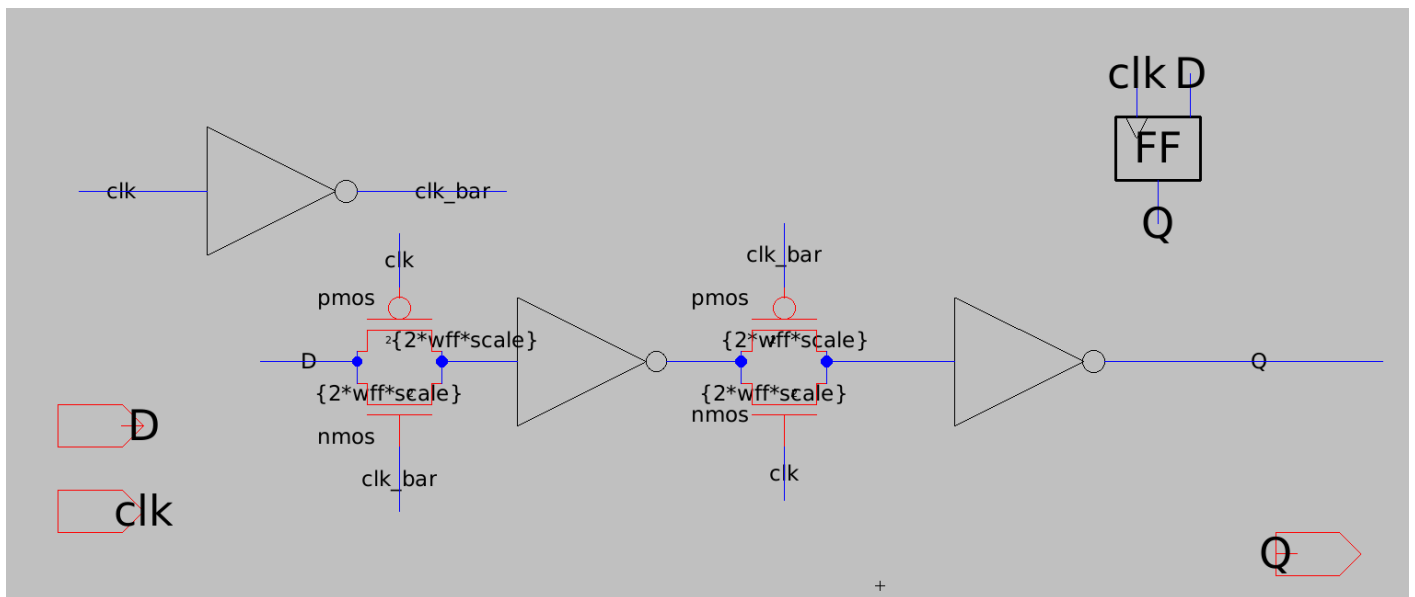 clk D
FF
Q
clk
clk_bar
clk
clk_bar
pmos
pmos
2
{2*wff*scale}
{2*wff*scale}
D
Q
{2*wff*scale}
{2*wff*scale}
nmos
nmos
D
clk_bar
clk
clk
Q